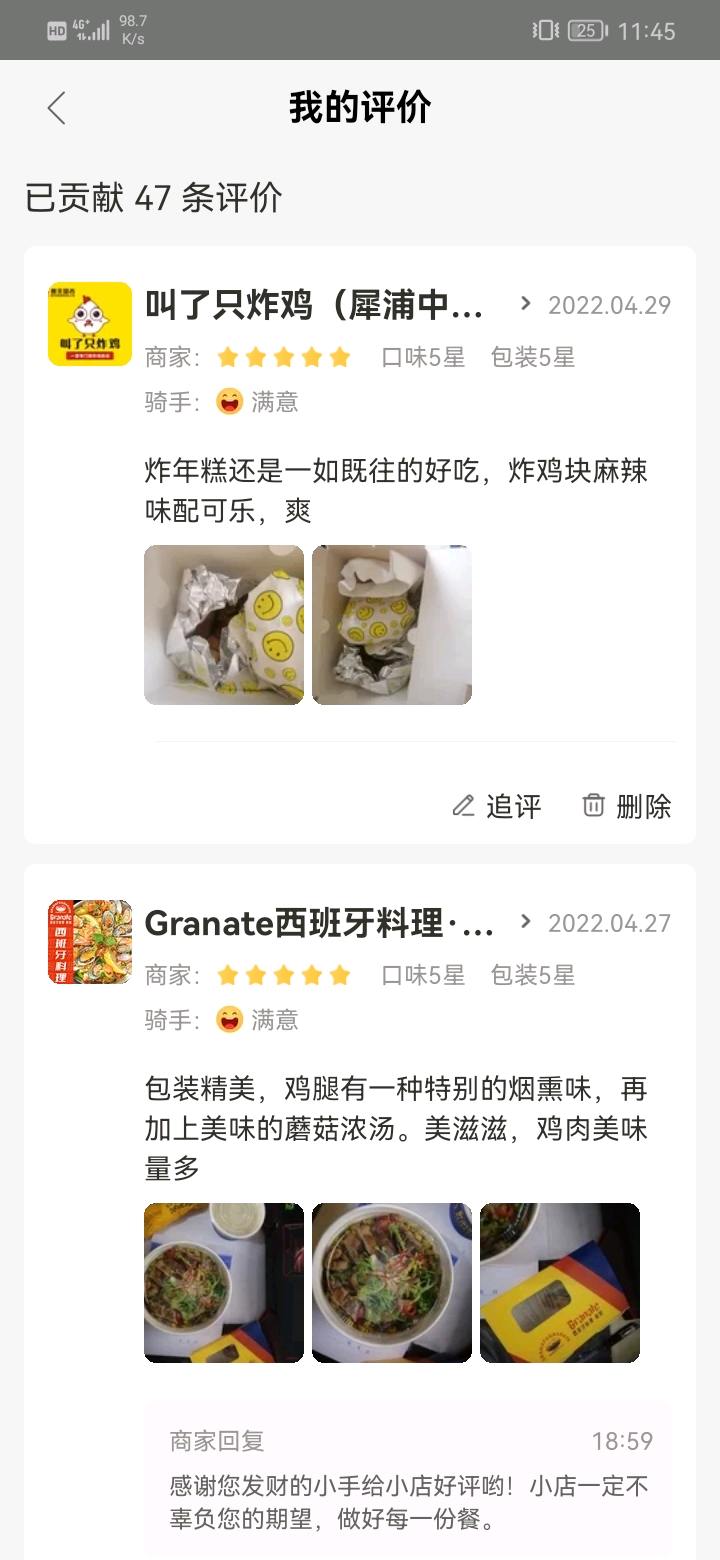 HD 4G+ 98.7 K/s 25 11:45
我的评价
已贡献 47 条评价
叫了只炸鸡
叫了只炸鸡（犀浦中... 2022.04.29
商家： 口味5星 包装5星
骑手： 满意
炸年糕还是一如既往的好吃，炸鸡块麻辣
味配可乐，爽
追评 删除
Granate
西班牙料理
Granate西班牙料理·... 2022.04.27
商家： 口味5星 包装5星
骑手： 满意
包装精美，鸡腿有一种特别的烟熏味，再
加上美味的蘑菇浓汤。美滋滋，鸡肉美味
量多
Granate
商家回复 18:59
感谢您发财的小手给小店好评哟！小店一定不
辜负您的期望，做好每一份餐。